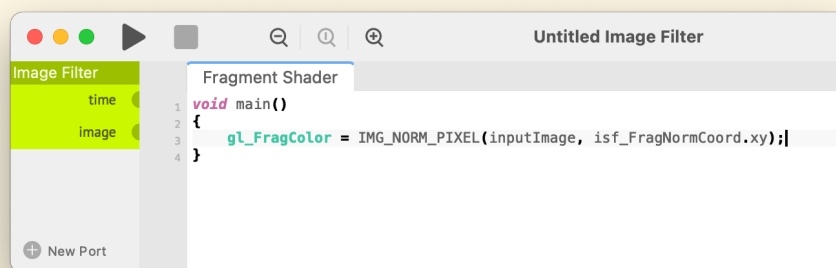 Untitled Image Filter
Image Filter
time
image
New Port
Fragment Shader
1 void main()
2 {
3 gl_FragColor = IMG_NORM_PIXEL(inputImage, isf_FragNormCoord.xy);
4 }